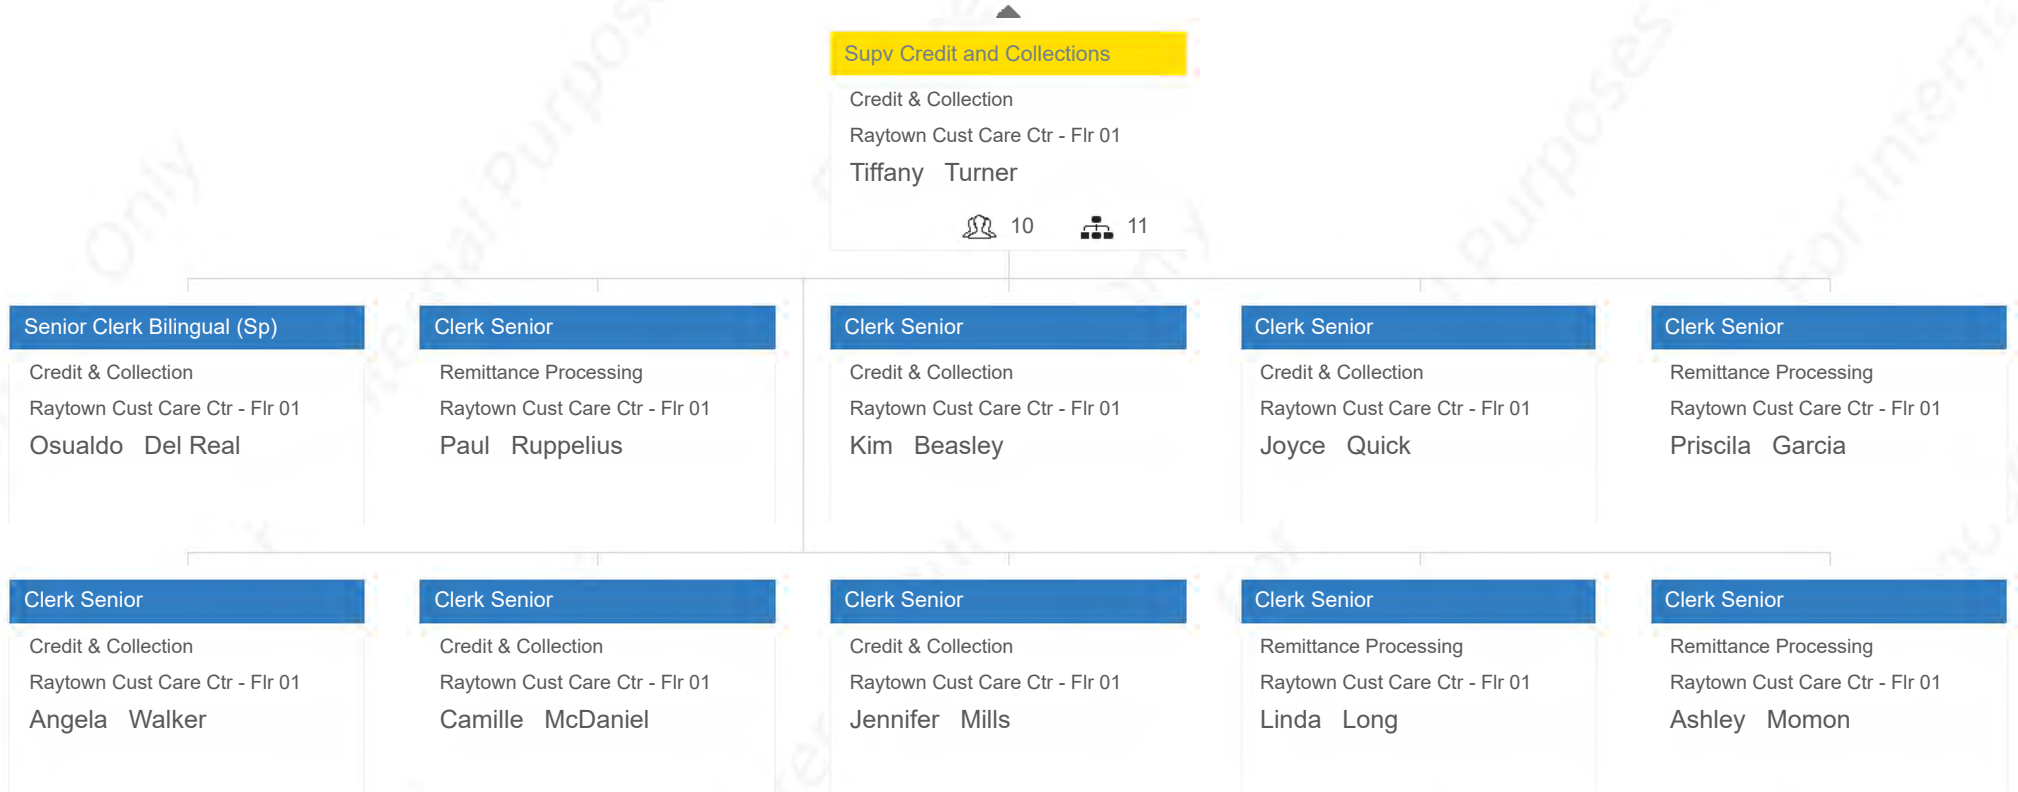 Supv Credit and Collections
Credit & Collection
Raytown Cust Care Ctr - Flr 01
Tiffany Turner
10 11
Senior Clerk Bilingual (Sp)
Credit & Collection
Raytown Cust Care Ctr - Flr 01
Osualdo Del Real
Clerk Senior
Remittance Processing
Raytown Cust Care Ctr - Flr 01
Paul Ruppelius
Clerk Senior
Credit & Collection
Raytown Cust Care Ctr - Flr 01
Kim Beasley
Clerk Senior
Credit & Collection
Raytown Cust Care Ctr - Flr 01
Joyce Quick
Clerk Senior
Remittance Processing
Raytown Cust Care Ctr - Flr 01
Priscila Garcia
Clerk Senior
Credit & Collection
Raytown Cust Care Ctr - Flr 01
Angela Walker
Clerk Senior
Credit & Collection
Raytown Cust Care Ctr - Flr 01
Camille McDaniel
Clerk Senior
Credit & Collection
Raytown Cust Care Ctr - Flr 01
Jennifer Mills
Clerk Senior
Remittance Processing
Raytown Cust Care Ctr - Flr 01
Linda Long
Clerk Senior
Remittance Processing
Raytown Cust Care Ctr - Flr 01
Ashley Momon